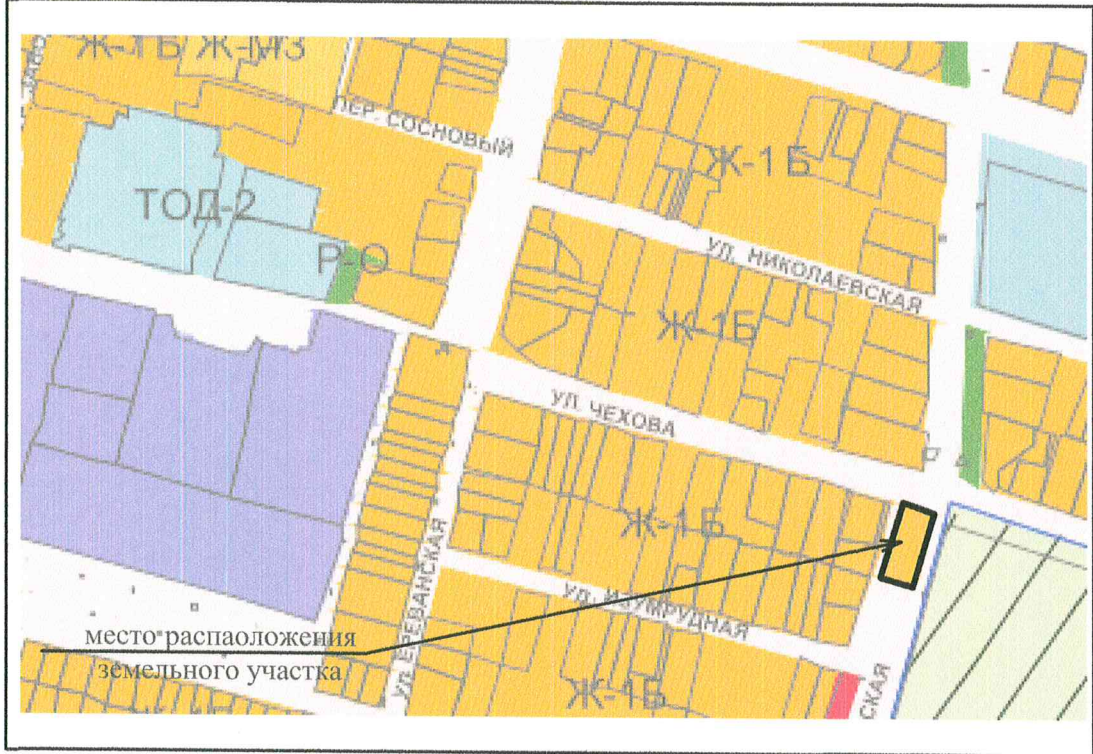 Ж-1Б Ж-МЗ
ПЕР. СОСНОВЫЙ
Ж-1Б
ТОД-2
Р-О
УЛ. НИКОЛАЕВСКАЯ
Ж-1Б
УЛ. ЧЕХОВА
Ж-1Б
УЛ. ЕРЕВАНСКАЯ
УЛ. ИЗУМРУДНАЯ
место распаоложения
земельного участка
Ж-1Б
СКАЯ